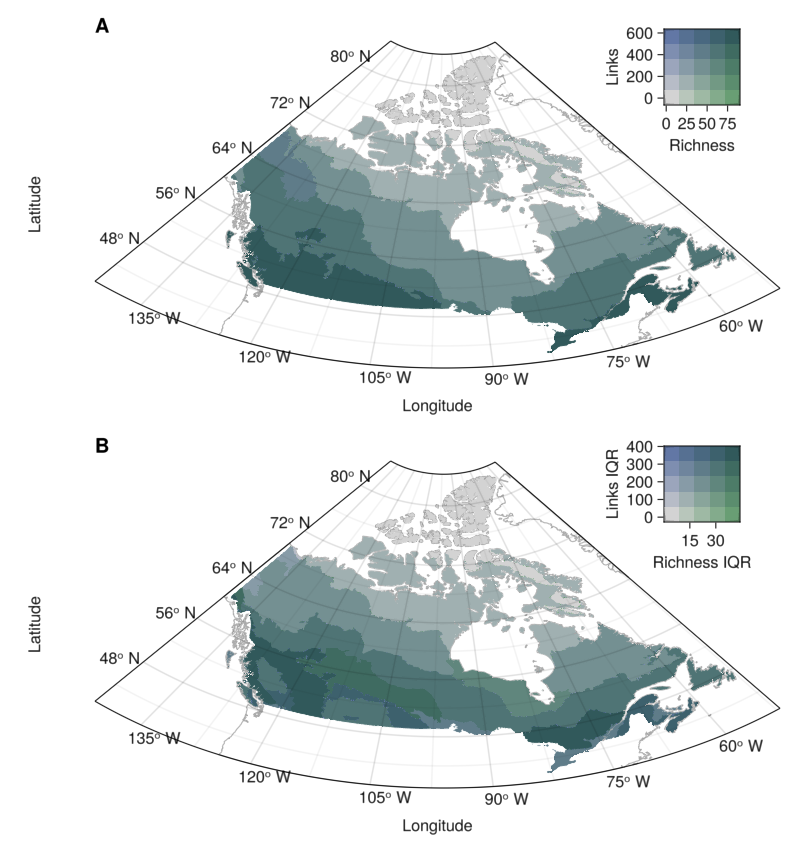 A
80° N
72° N
64° N
56° N
48° N
Latitude
135° W
120° W
105° W
90° W
75° W
60° W
Longitude
Links
600
400
200
0
0 25 50 75
Richness
B
80° N
72° N
64° N
56° N
48° N
Latitude
135° W
120° W
105° W
90° W
75° W
60° W
Longitude
Links IQR
400
300
200
100
0
15 30
Richness IQR